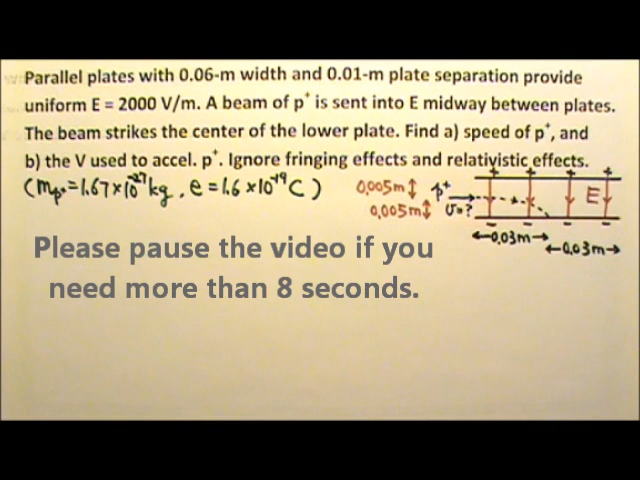 Parallel plates with 0.06-m width and 0.01-m plate separation provide
uniform E = 2000 V/m. A beam of p⁺ is sent into E midway between plates.
The beam strikes the center of the lower plate. Find a) speed of p⁺, and
b) the V used to accel. p⁺. Ignore fringing effects and relativistic effects.
(mₚ₊=1.67×10⁻²⁷kg, e=1.6×10⁻¹⁹C)
0.005m
p⁺
E
0.005m
v=?
+ + + +
- - - -
0.03m
0.03m
Please pause the video if you
need more than 8 seconds.